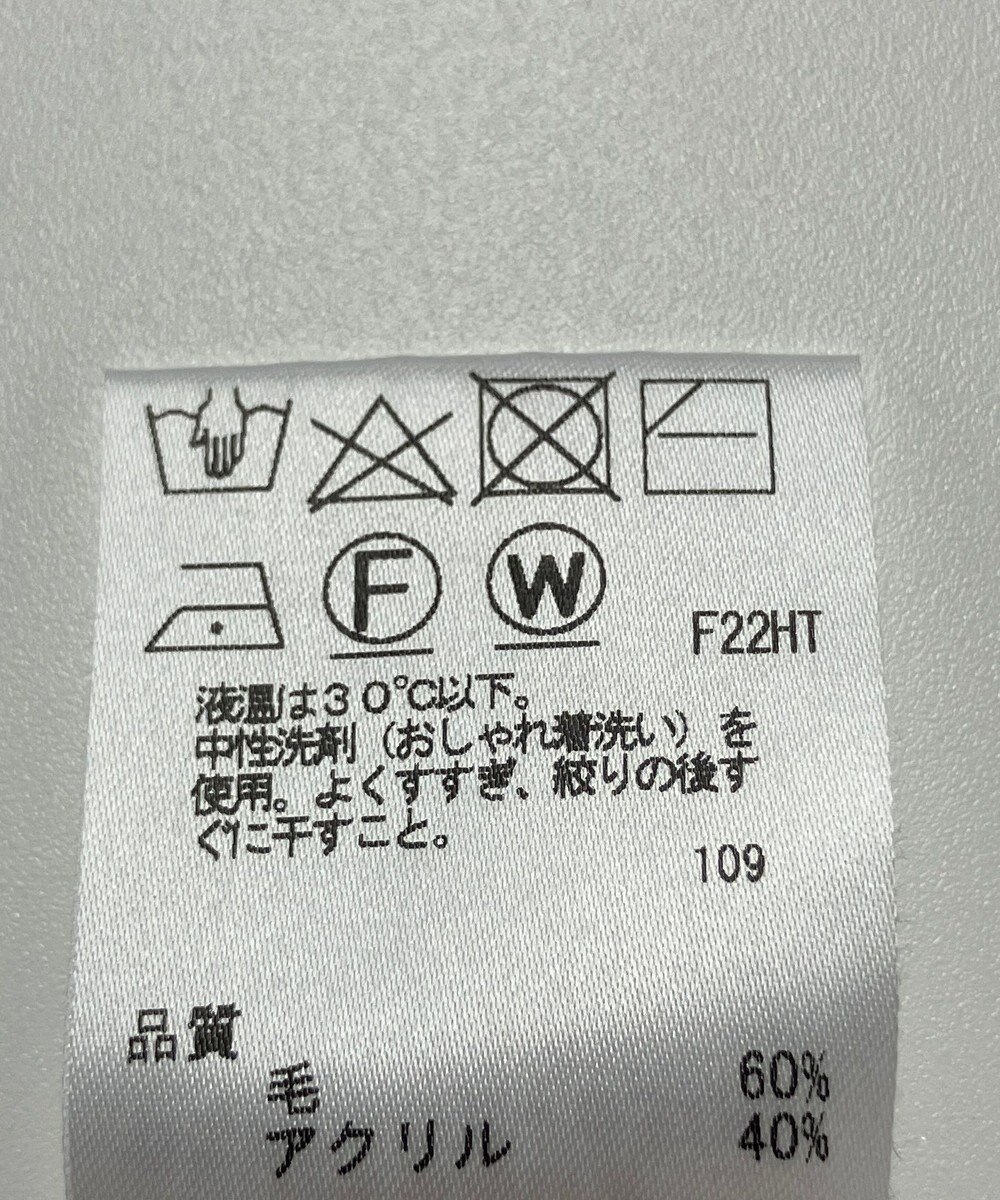 F
W
F22HT
液温は30℃以下。
中性洗剤(おしゃれ着洗い)を
使用。よくすすぎ、絞りの後す
ぐに干すこと。
109
品質
毛 60%
アクリル 40%